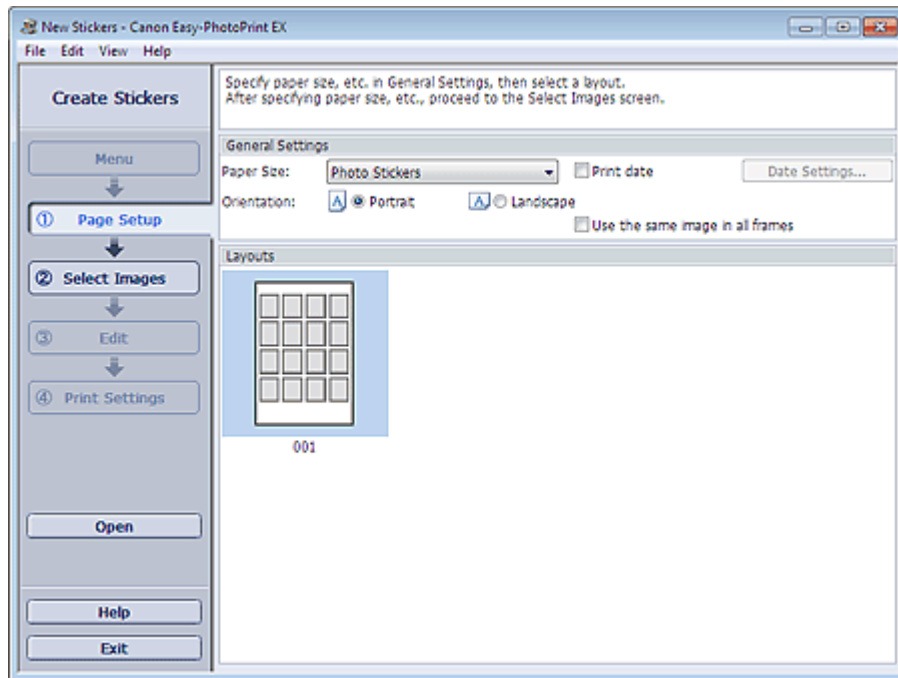 New Stickers - Canon Easy-PhotoPrint EX
File Edit View Help
Create Stickers
Menu
① Page Setup
② Select Images
③ Edit
④ Print Settings
Open
Help
Exit
Specify paper size, etc. in General Settings, then select a layout.
After specifying paper size, etc., proceed to the Select Images screen.
General Settings
Paper Size: Photo Stickers Print date Date Settings...
Orientation: A Portrait A Landscape
Use the same image in all frames
Layouts
001